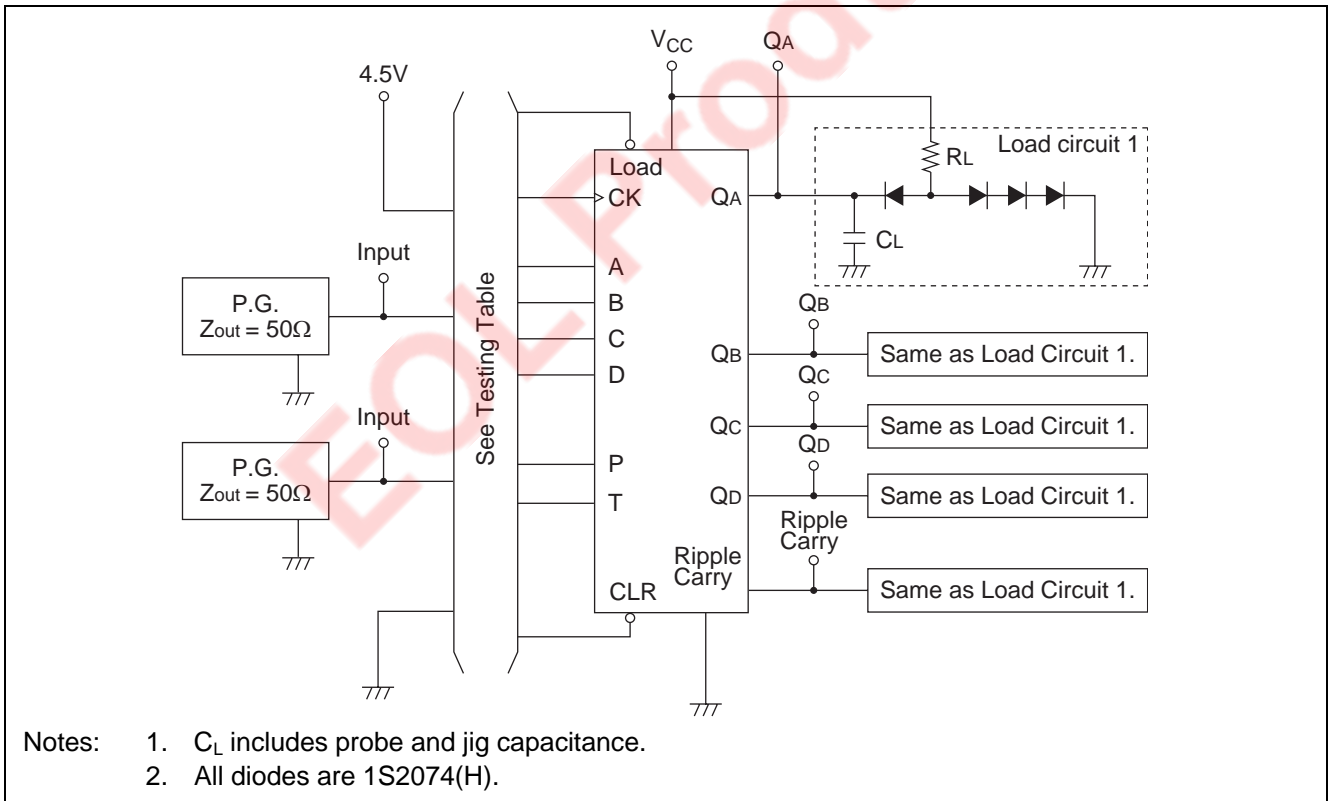 EOL Produ
VCC
QA
4.5V
Load circuit 1
RL
Load
CK
QA
CL
Input
A
P.G.
Zout = 50Ω
B
QB
See Testing Table
C
QB
Same as Load Circuit 1.
D
QC
Input
QC
Same as Load Circuit 1.
QD
P.G.
Zout = 50Ω
P
QD
Same as Load Circuit 1.
T
Ripple
Carry
Ripple
Carry
CLR
Same as Load Circuit 1.
Notes: 1. CL includes probe and jig capacitance.
2. All diodes are 1S2074(H).